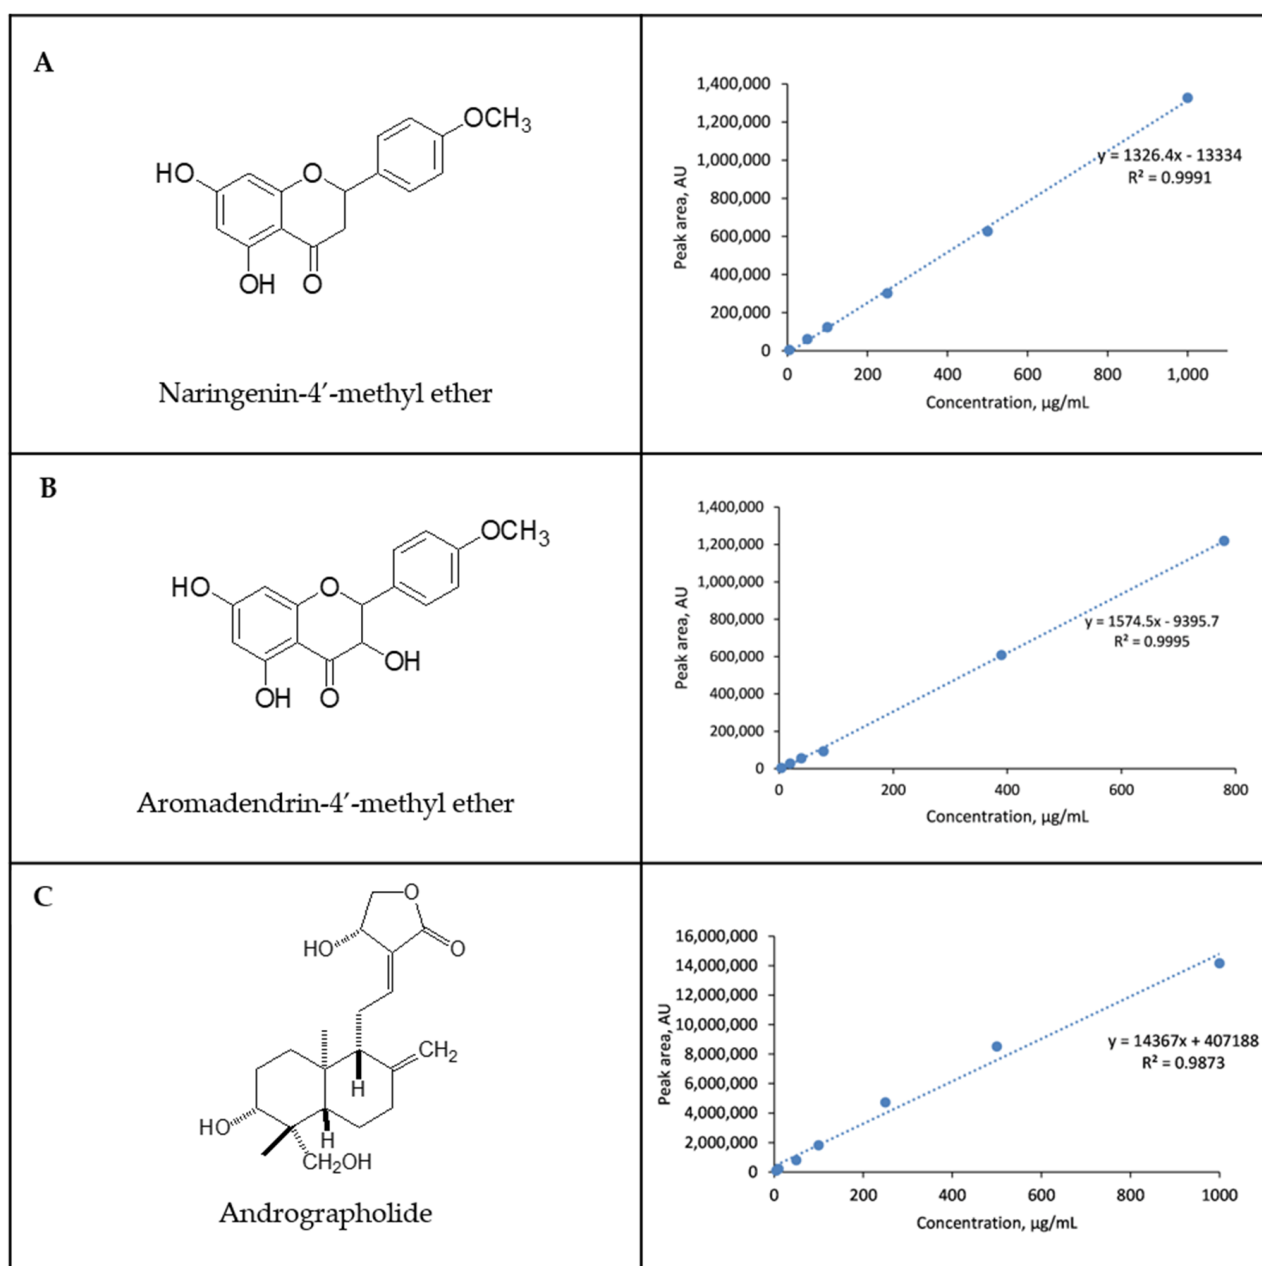 A
OCH3
HO
O
OH
O
Naringenin-4′-methyl ether
1,400,000
1,200,000
1,000,000
800,000
600,000
400,000
200,000
0
Peak area, AU
y = 1326.4x - 13334
R² = 0.9991
0 200 400 600 800 1,000
Concentration, µg/mL
B
OCH3
HO
O
OH
OH
O
Aromadendrin-4′-methyl ether
1,400,000
1,200,000
1,000,000
800,000
600,000
400,000
200,000
0
Peak area, AU
y = 1574.5x - 9395.7
R² = 0.9995
0 200 400 600 800
Concentration, µg/mL
C
O
HO
O
CH2
H
HO
H
CH2OH
Andrographolide
16,000,000
14,000,000
12,000,000
10,000,000
8,000,000
6,000,000
4,000,000
2,000,000
0
Peak area, AU
y = 14367x + 407188
R² = 0.9873
0 200 400 600 800 1000
Concentration, µg/mL